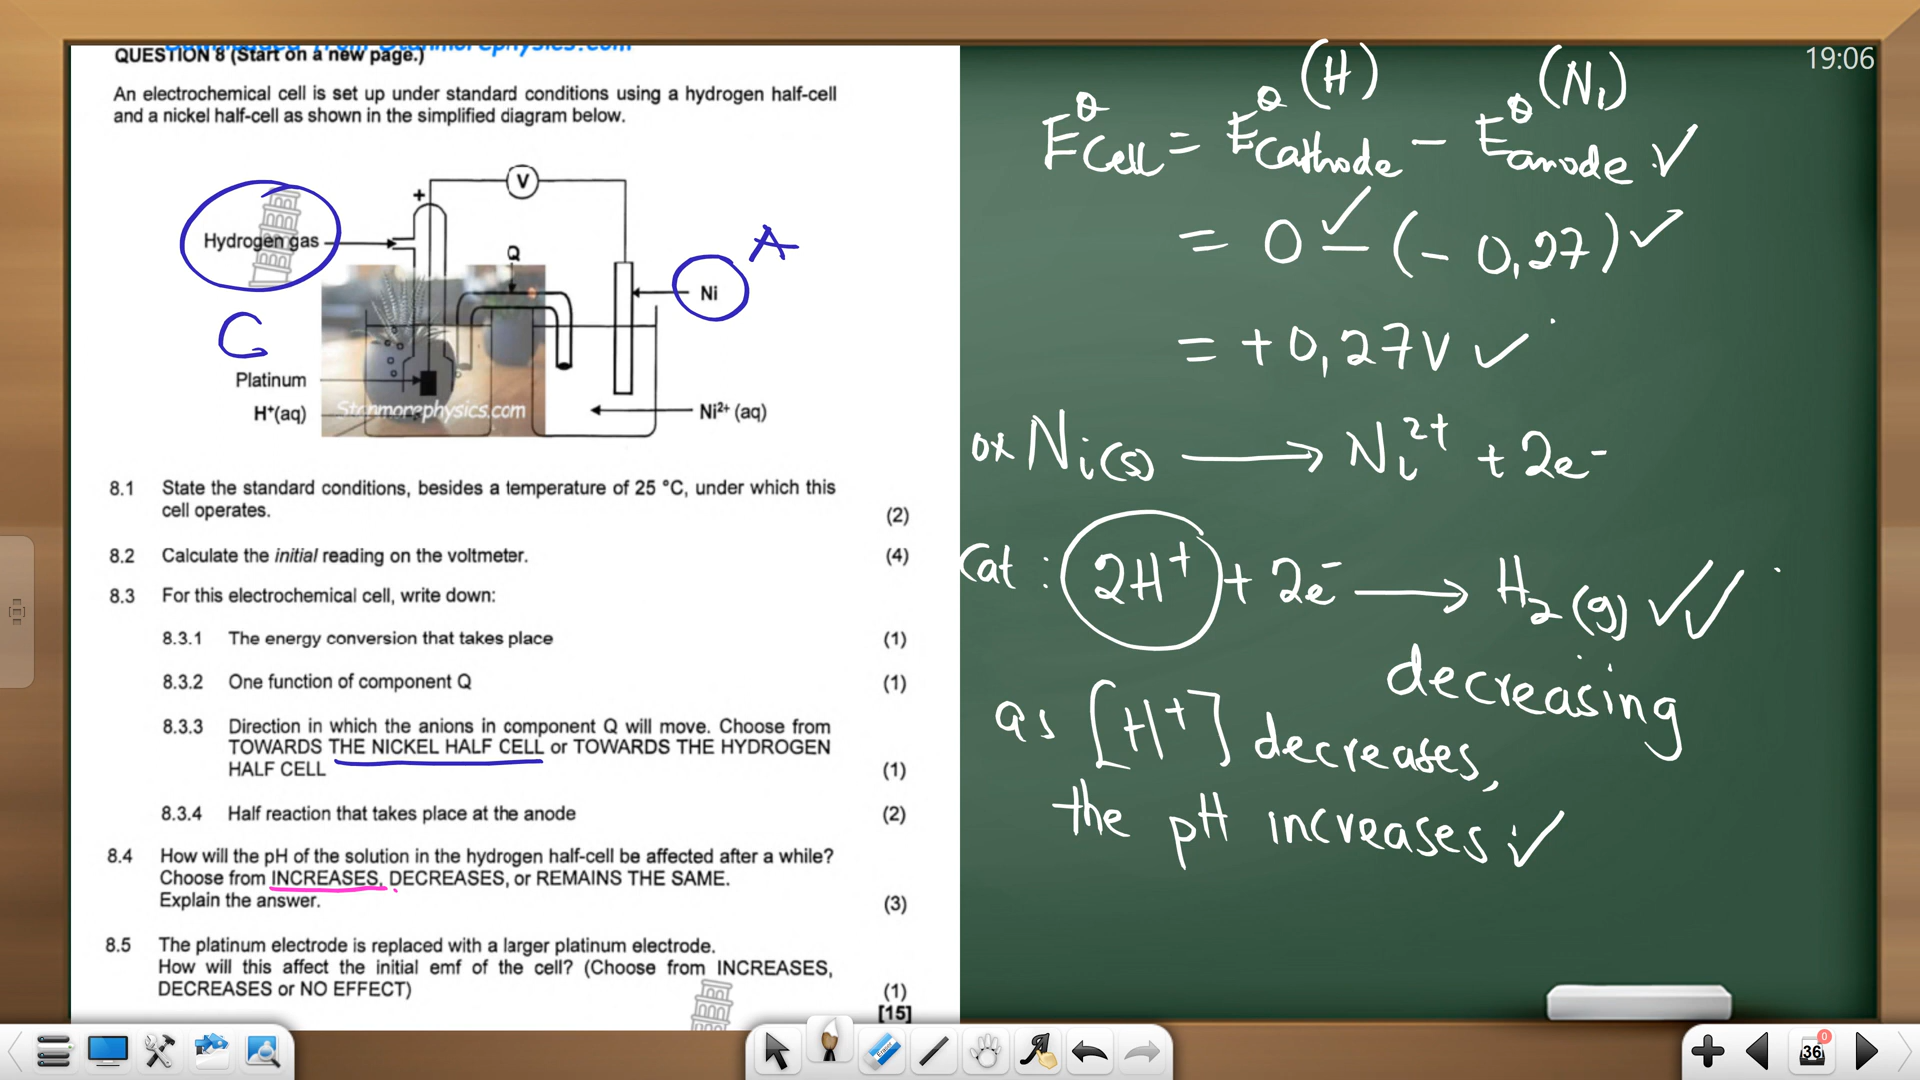 Downloaded from Stanmorephysics.com
QUESTION 8 (Start on a new page.)
An electrochemical cell is set up under standard conditions using a hydrogen half-cell
and a nickel half-cell as shown in the simplified diagram below.
+
V
Hydrogen gas
Q
A
Ni
C
Platinum
H⁺(aq)
Stanmorephysics.com
Ni²⁺ (aq)
8.1 State the standard conditions, besides a temperature of 25 °C, under which this
cell operates. (2)
8.2 Calculate the initial reading on the voltmeter. (4)
8.3 For this electrochemical cell, write down:
8.3.1 The energy conversion that takes place (1)
8.3.2 One function of component Q (1)
8.3.3 Direction in which the anions in component Q will move. Choose from
TOWARDS THE NICKEL HALF CELL or TOWARDS THE HYDROGEN
HALF CELL (1)
8.3.4 Half reaction that takes place at the anode (2)
8.4 How will the pH of the solution in the hydrogen half-cell be affected after a while?
Choose from INCREASES, DECREASES, or REMAINS THE SAME.
Explain the answer. (3)
8.5 The platinum electrode is replaced with a larger platinum electrode.
How will this affect the initial emf of the cell? (Choose from INCREASES,
DECREASES or NO EFFECT) (1)
[15]
19:06
(H) (Ni)
E^θ cell = E^θ cathode − E^θ anode ✓
= 0 ✓ − (− 0,27) ✓
= +0,27V ✓
ox Ni(s) ⟶ Ni²⁺ + 2e⁻
Cat : 2H⁺ + 2e⁻ ⟶ H₂(g) ✓✓
decreasing
as [H⁺] decreases,
the pH increases ✓
Eraser
A
36
0